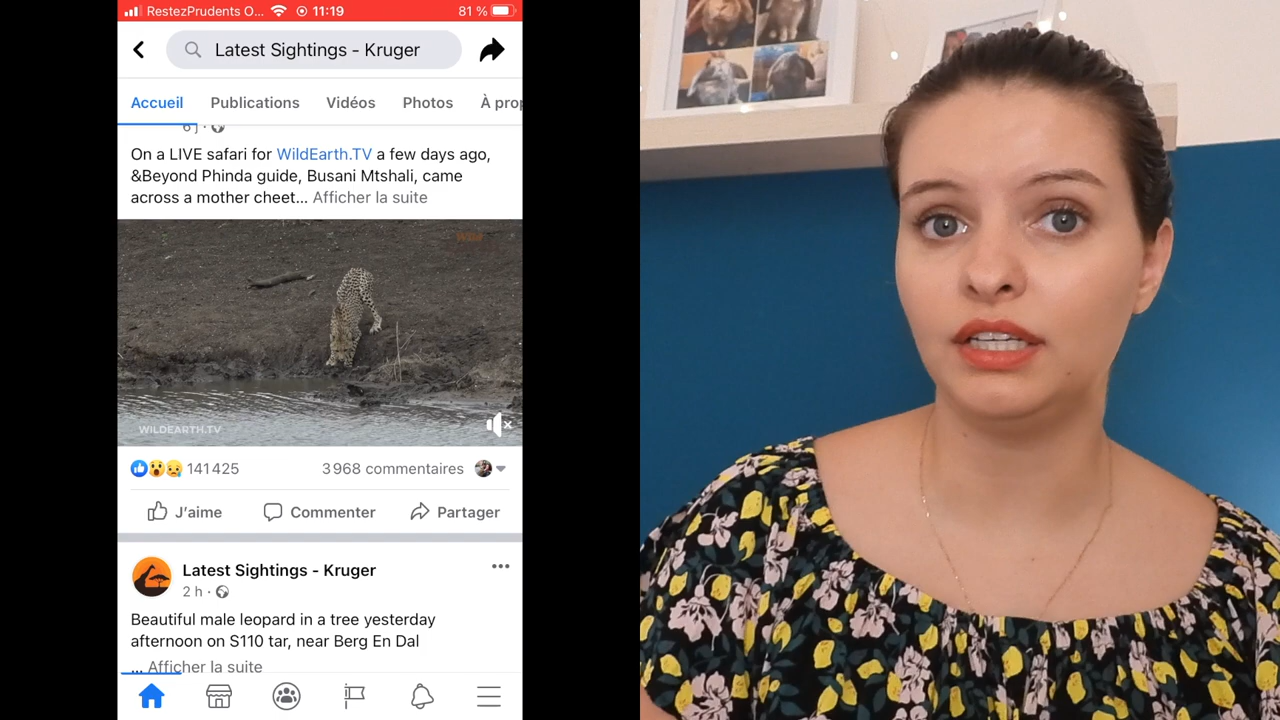 RestezPrudents O... 11:19 81 %
Latest Sightings - Kruger
Accueil Publications Vidéos Photos À prop
6 j ·
On a LIVE safari for WildEarth.TV a few days ago,
&Beyond Phinda guide, Busani Mtshali, came
across a mother cheet... Afficher la suite
WILDEARTH.TV
141 425 3 968 commentaires
J'aime Commenter Partager
Latest Sightings - Kruger
2 h ·
Beautiful male leopard in a tree yesterday
afternoon on S110 tar, near Berg En Dal
... Afficher la suite